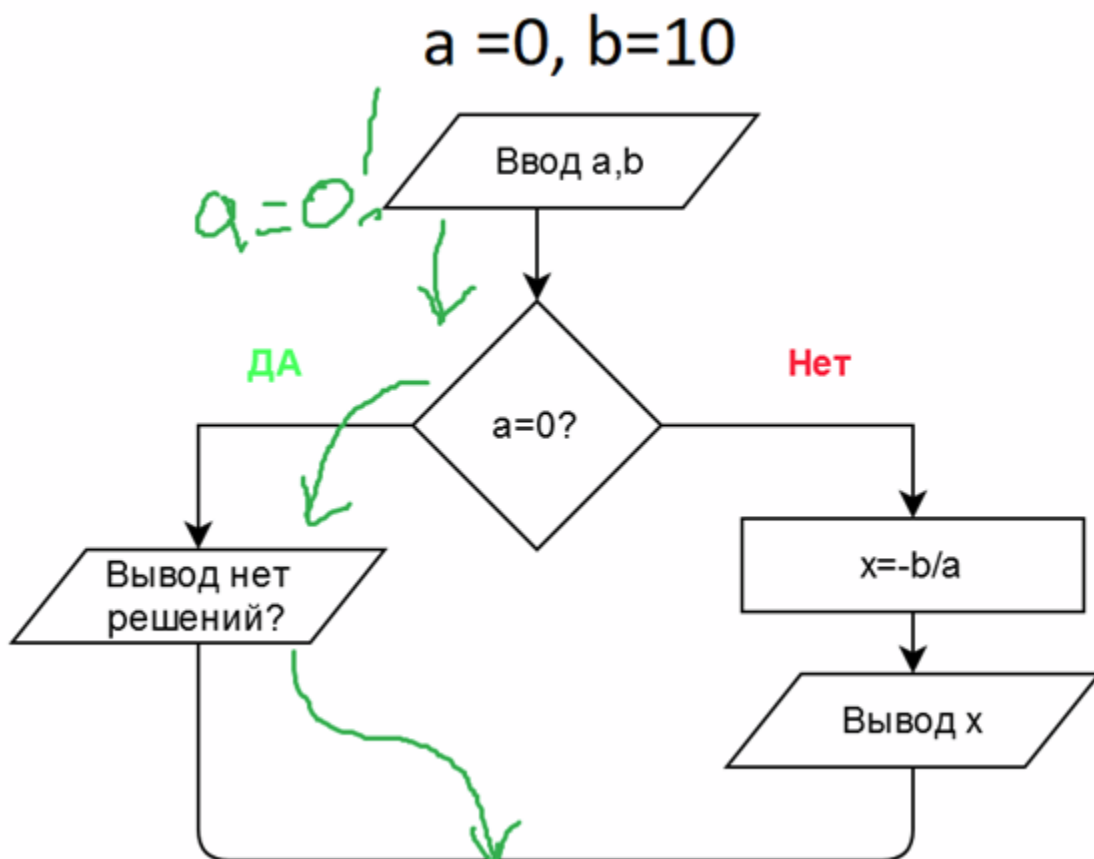 a =0, b=10
Ввод a,b
a=0!
ДА
Нет
a=0?
Вывод нет
решений?
x=-b/a
Вывод x